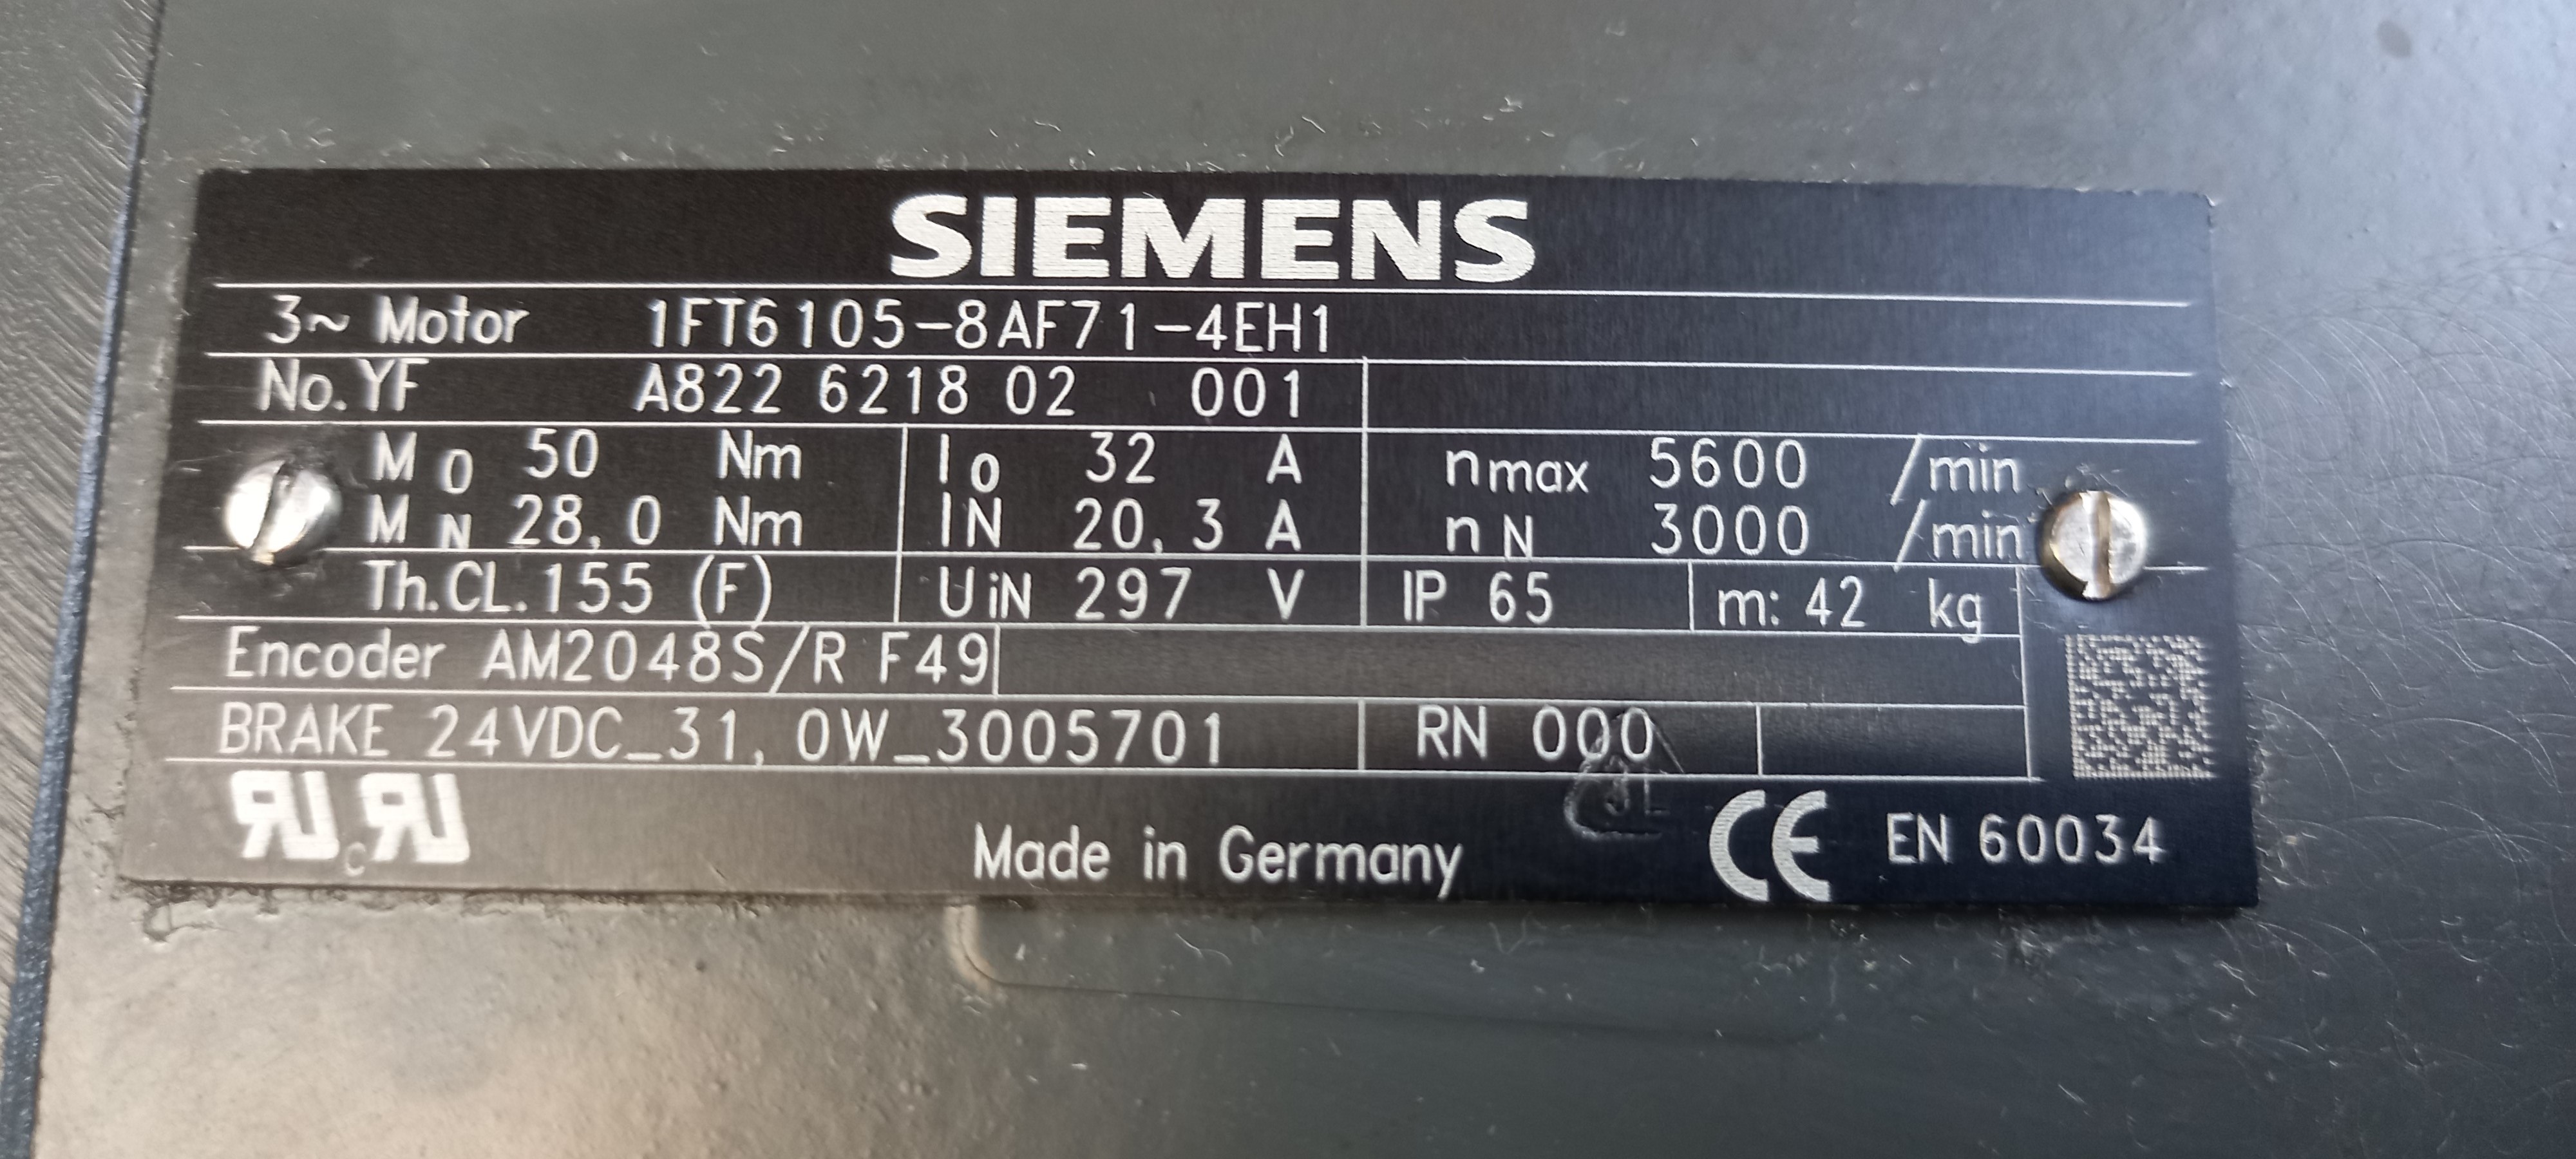 SIEMENS
3~ Motor 1FT6105-8AF71-4EH1
No. YF A822 6218 02 001
M0 50 Nm I0 32 A nmax 5600 /min
MN 28,0 Nm IN 20,3 A nN 3000 /min
Th.CL.155 (F) UiN 297 V IP 65 m: 42 kg
Encoder AM2048S/R F49
BRAKE 24VDC_31,0W_3005701 RN 000
c
Made in Germany CE EN 60034